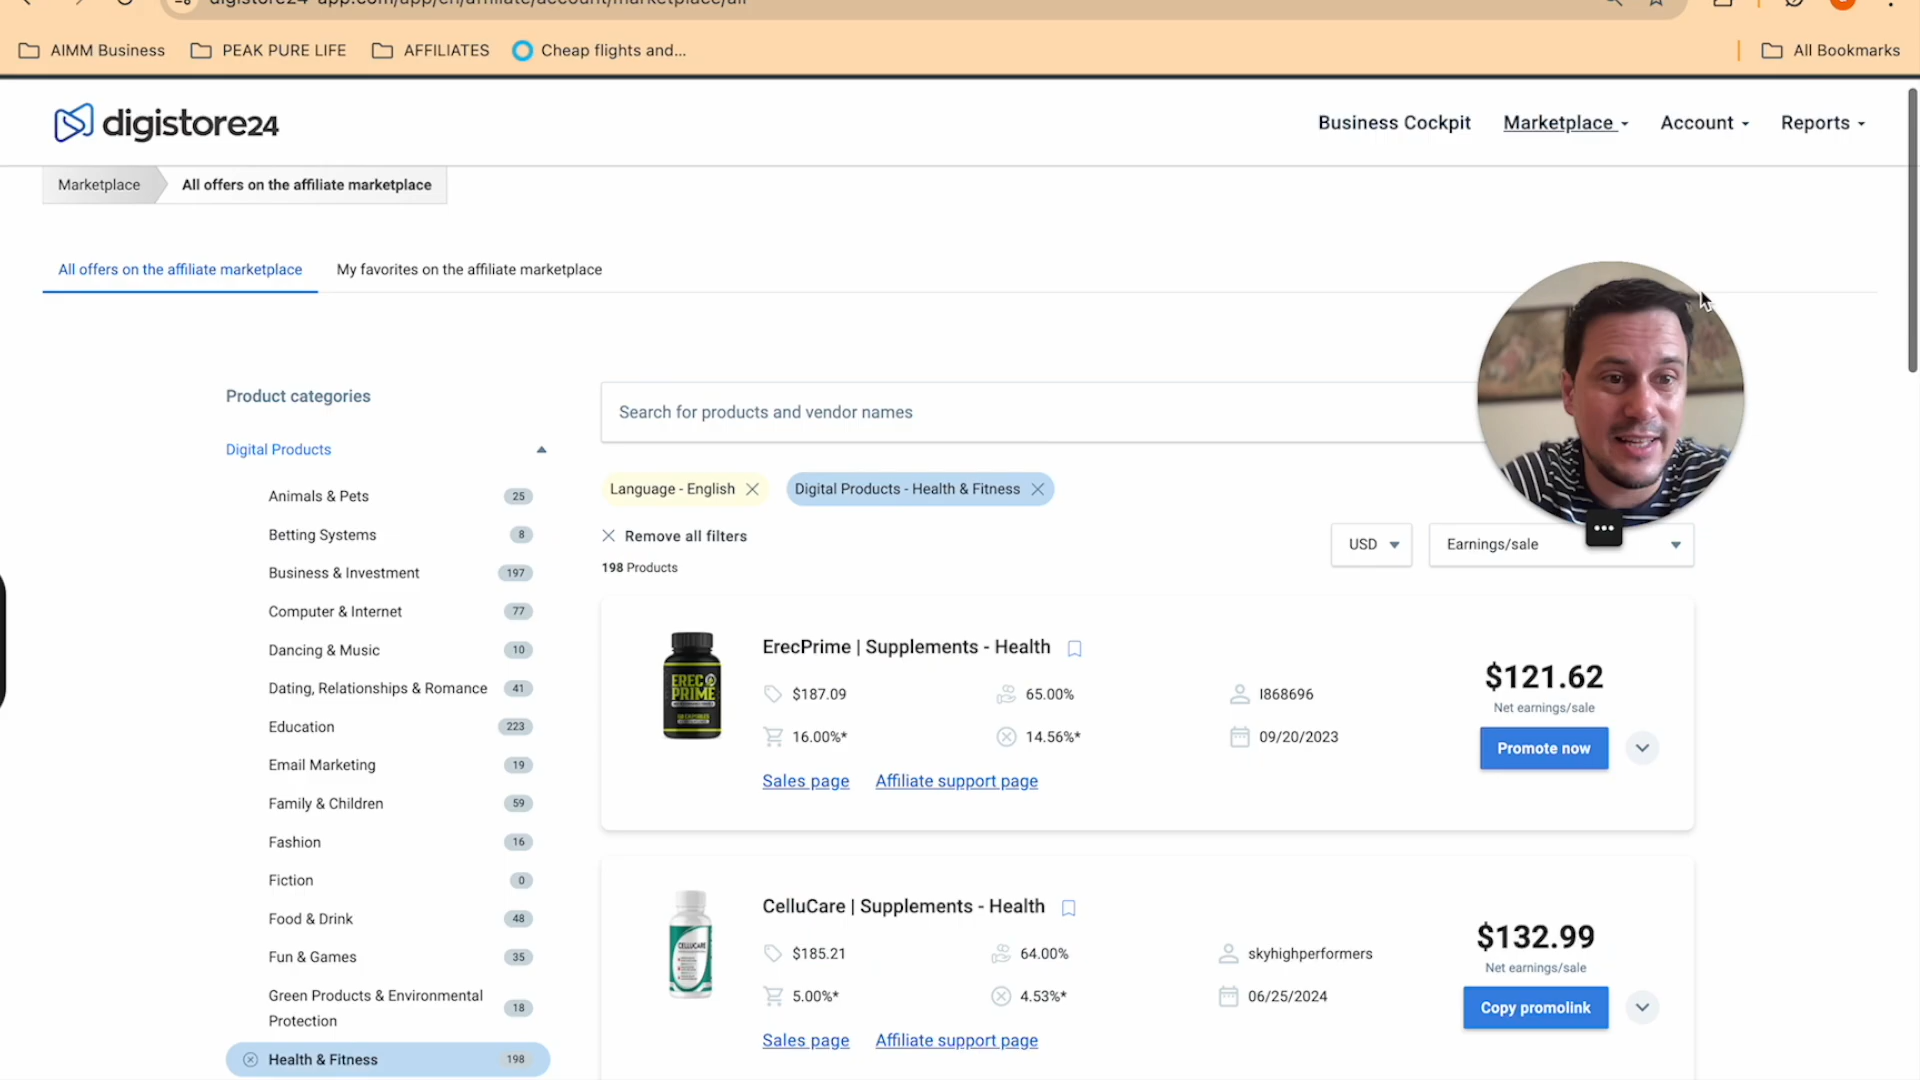 AIMM Business
PEAK PURE LIFE
AFFILIATES
Cheap flights and...
All Bookmarks
digistore24
Business Cockpit
Marketplace
Account
Reports
Marketplace
All offers on the affiliate marketplace
All offers on the affiliate marketplace
My favorites on the affiliate marketplace
Product categories
Digital Products
Animals & Pets 25
Betting Systems 8
Business & Investment 197
Computer & Internet 77
Dancing & Music 10
Dating, Relationships & Romance 41
Education 223
Email Marketing 19
Family & Children 59
Fashion 16
Fiction 0
Food & Drink 48
Fun & Games 35
Green Products & Environmental
Protection 18
Health & Fitness 198
Search for products and vendor names
Language - English
Digital Products - Health & Fitness
Remove all filters
198 Products
USD
Earnings/sale
EREC
PRIME
ErecPrime | Supplements - Health
$187.09
65.00%
I868696
16.00%*
14.56%*
09/20/2023
Sales page
Affiliate support page
$121.62
Net earnings/sale
Promote now
CELLUCARE
CelluCare | Supplements - Health
$185.21
64.00%
skyhighperformers
5.00%*
4.53%*
06/25/2024
Sales page
Affiliate support page
$132.99
Net earnings/sale
Copy promolink